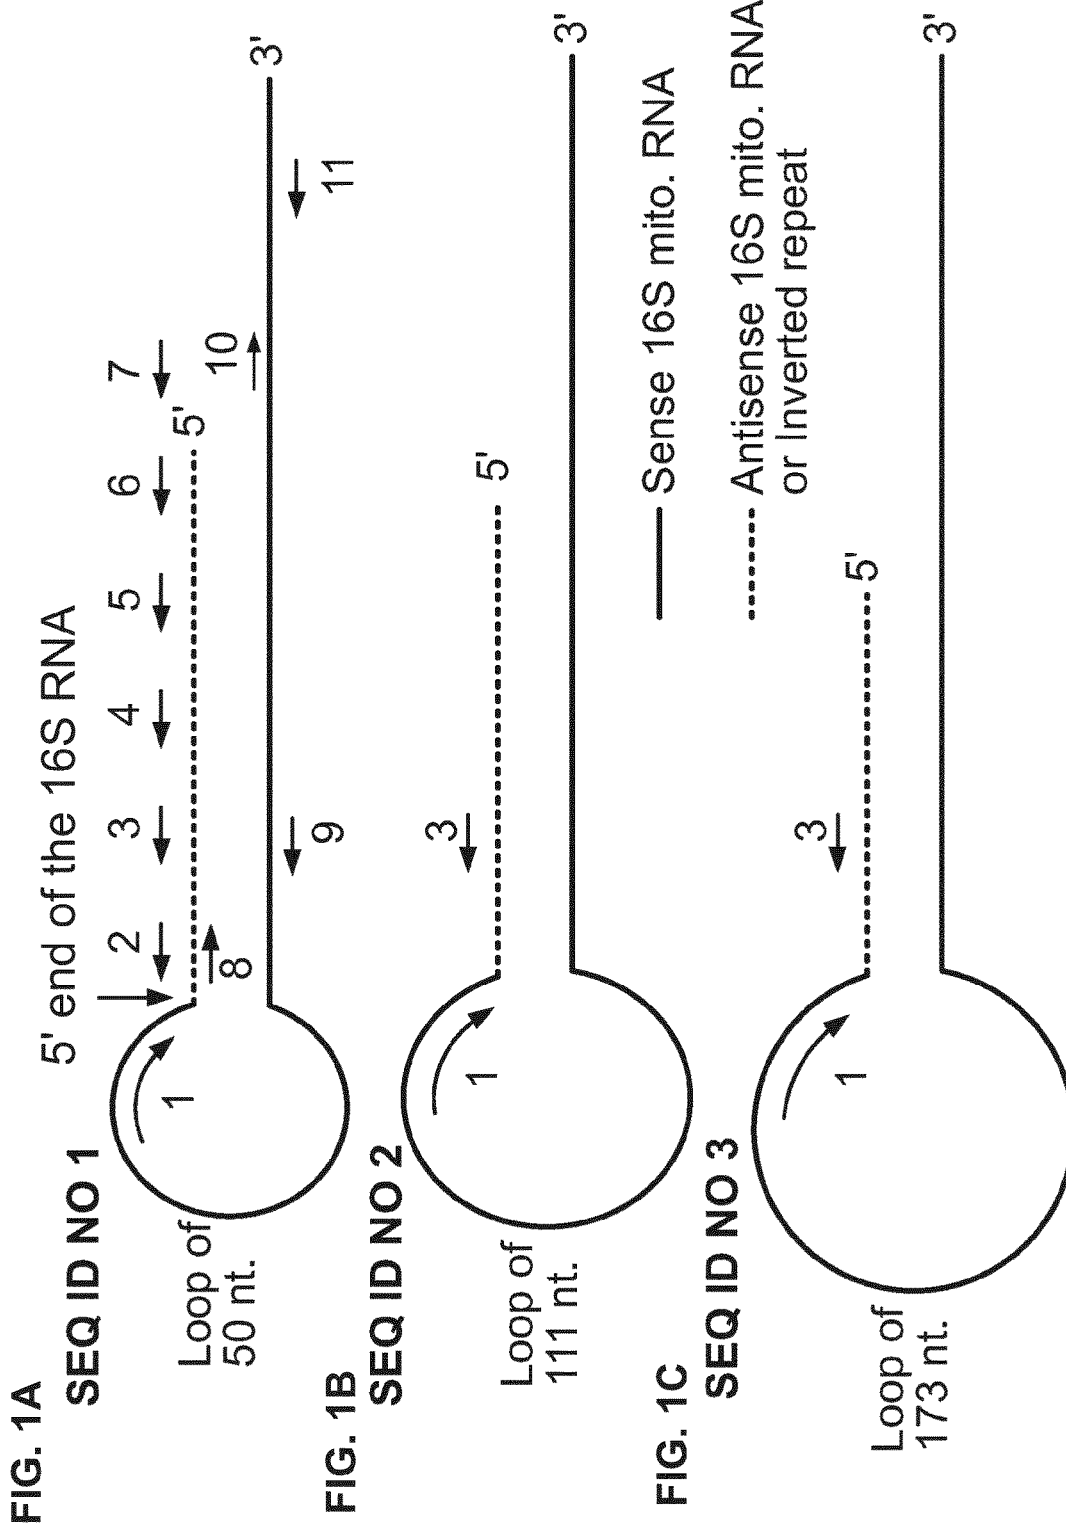 FIG. 1A
SEQ ID NO 1
5' end of the 16S RNA
2 3 4 5 6 7
5'
1
8
10
3'
Loop of
50 nt.
9
11
FIG. 1B
SEQ ID NO 2
3
5'
1
3'
Loop of
111 nt.
Sense 16S mito. RNA
Antisense 16S mito. RNA
or Inverted repeat
FIG. 1C
SEQ ID NO 3
3
5'
1
3'
Loop of
173 nt.